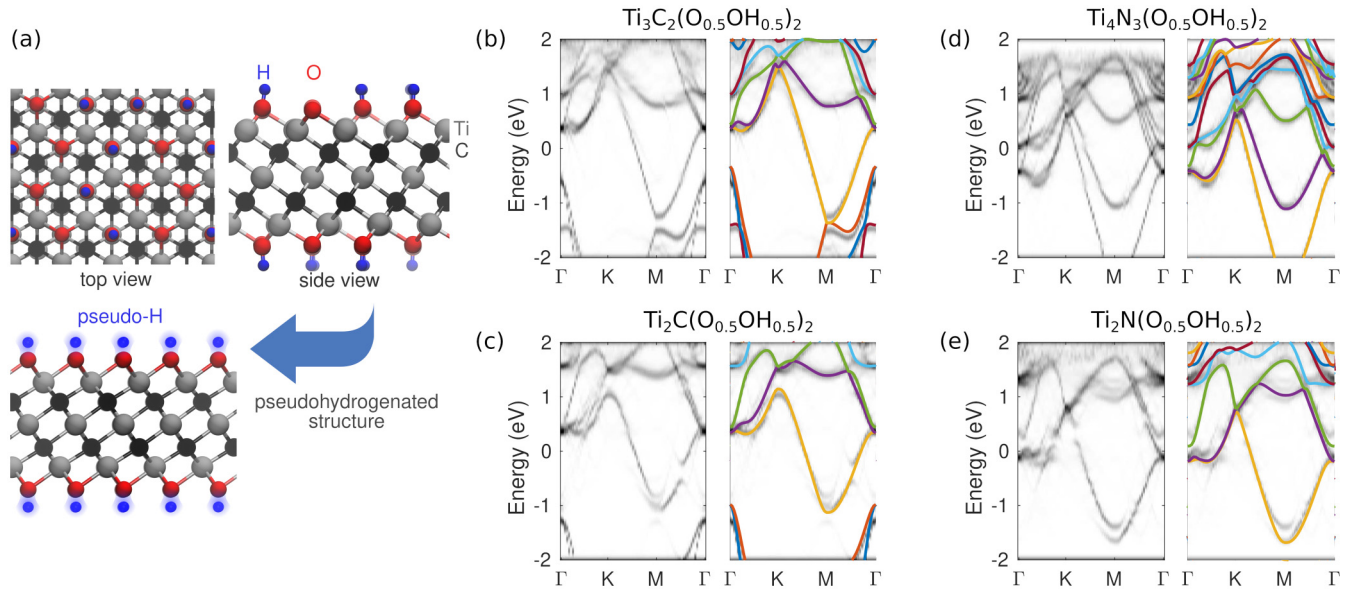 (a)
H O
Ti
C
top view
side view
pseudo-H
pseudohydrogenated
structure
(b)
Ti₃C₂(O₀.₅OH₀.₅)₂
Energy (eV)
2
1
0
-1
-2
Γ K M Γ
Γ K M Γ
(c)
Ti₂C(O₀.₅OH₀.₅)₂
Energy (eV)
2
1
0
-1
-2
Γ K M Γ
Γ K M Γ
(d)
Ti₄N₃(O₀.₅OH₀.₅)₂
Energy (eV)
2
1
0
-1
-2
Γ K M Γ
Γ K M Γ
(e)
Ti₂N(O₀.₅OH₀.₅)₂
Energy (eV)
2
1
0
-1
-2
Γ K M Γ
Γ K M Γ